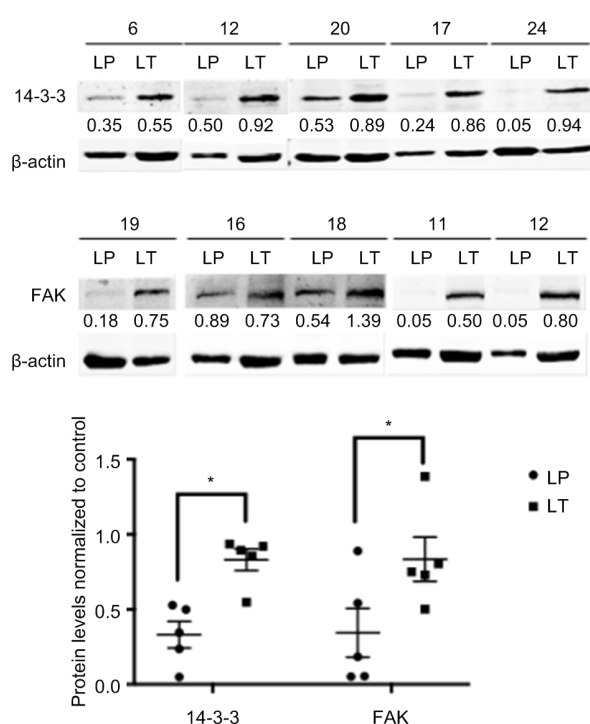 6 12 20 17 24
LP LT LP LT LP LT LP LT LP LT
14-3-3
0.35 0.55 0.50 0.92 0.53 0.89 0.24 0.86 0.05 0.94
β-actin
19 16 18 11 12
LP LT LP LT LP LT LP LT LP LT
FAK
0.18 0.75 0.89 0.73 0.54 1.39 0.05 0.50 0.05 0.80
β-actin
Protein levels normalized to control
1.5
1.0
0.5
0.0
*
*
LP
LT
14-3-3 FAK